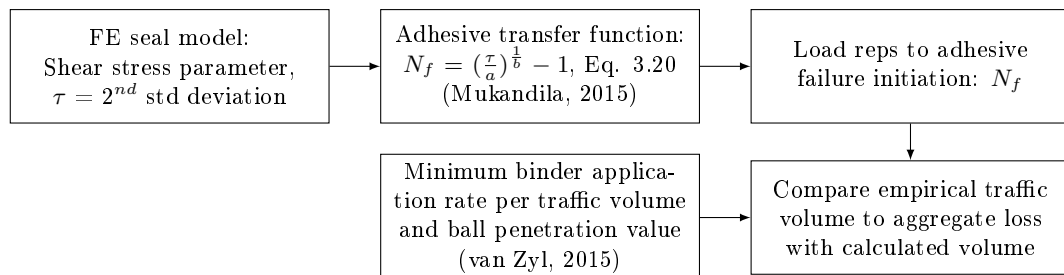 FE seal model:
Shear stress parameter,
τ = 2^{nd} std deviation
Adhesive transfer function:
N_f = (τ/a)^{1/b} − 1, Eq. 3.20
(Mukandila, 2015)
Load reps to adhesive
failure initiation: N_f
Minimum binder applica-
tion rate per traffic volume
and ball penetration value
(van Zyl, 2015)
Compare empirical traffic
volume to aggregate loss
with calculated volume